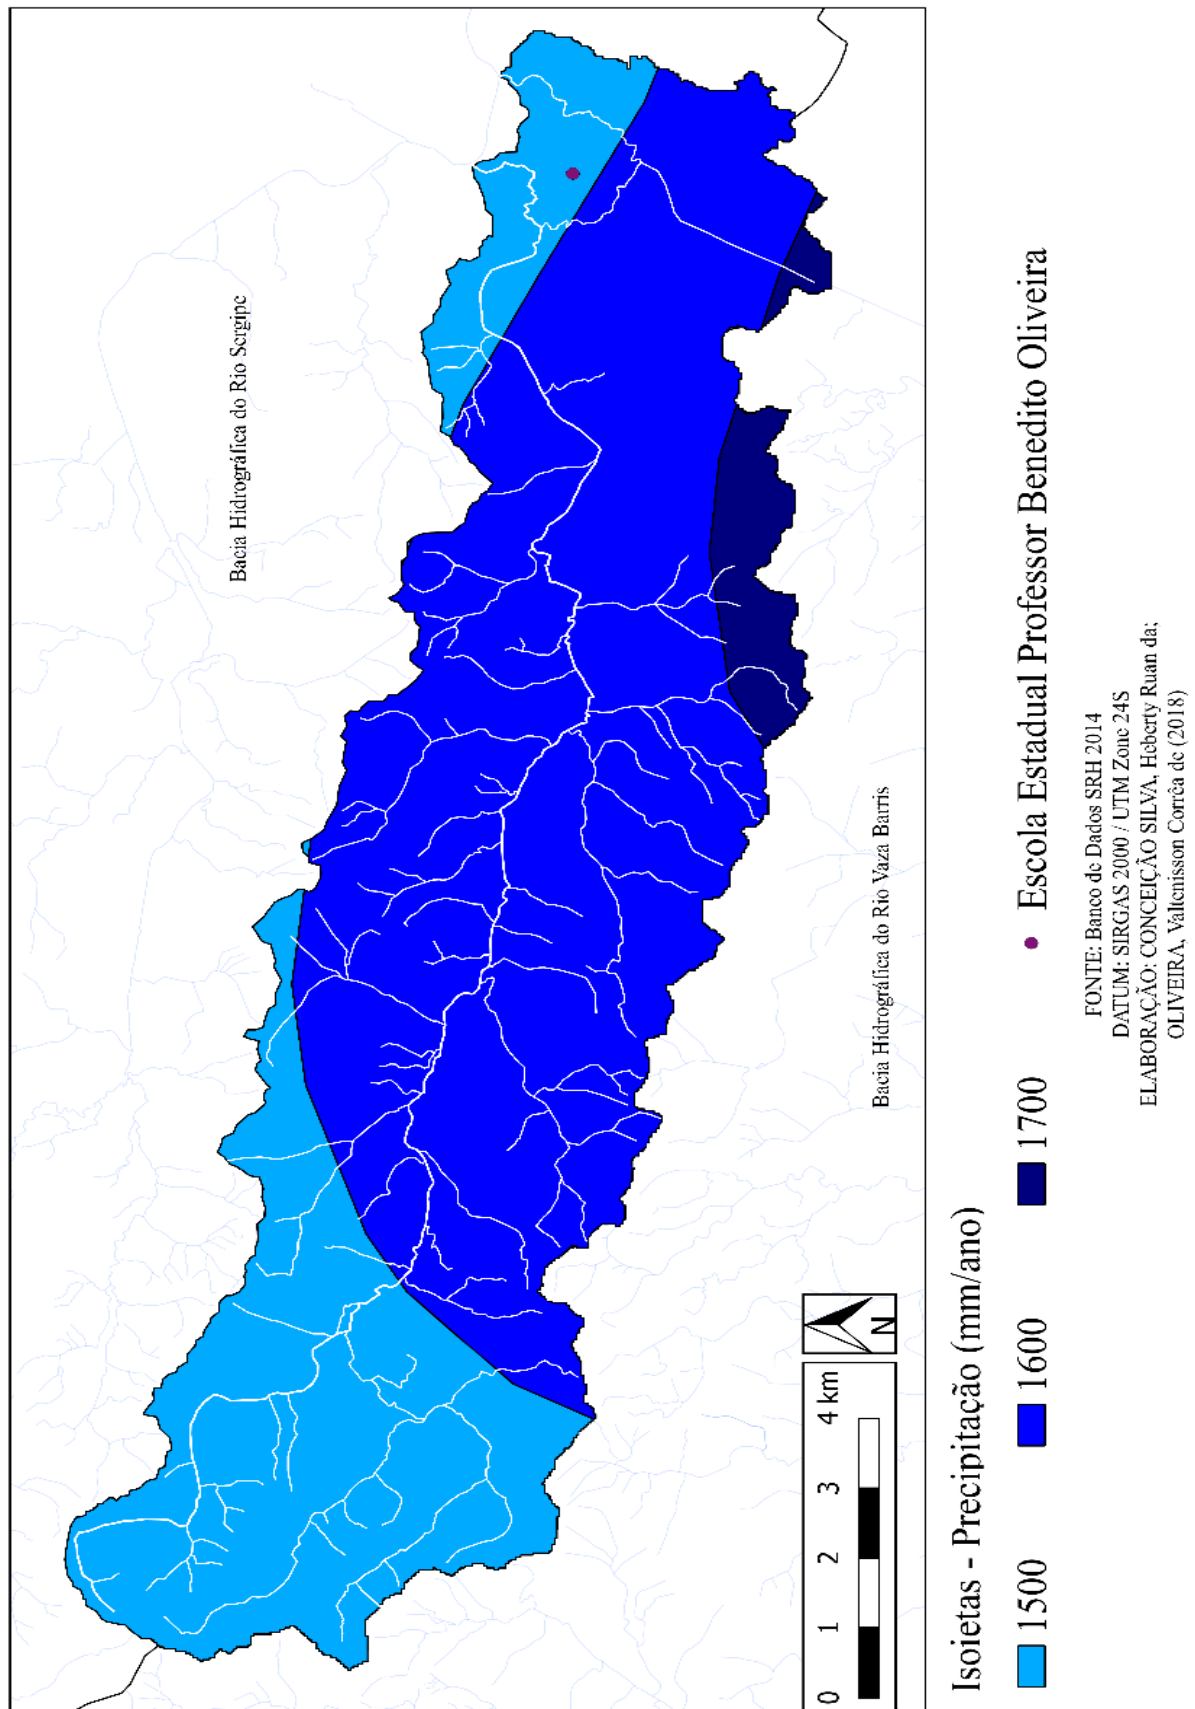 Bacia Hidrográfica do Rio Sergipe
Bacia Hidrográfica do Rio Vaza Barris
0 1 2 3 4 km
N
Isoietas - Precipitação (mm/ano)
1500 1600 1700 Escola Estadual Professor Benedito Oliveira
FONTE: Banco de Dados SRH 2014
DATUM: SIRGAS 2000 / UTM Zone 24S
ELABORAÇÃO: CONCEIÇÃO SILVA, Heberty Ruan da;
OLIVEIRA, Valtenisson Corrêa de (2018)